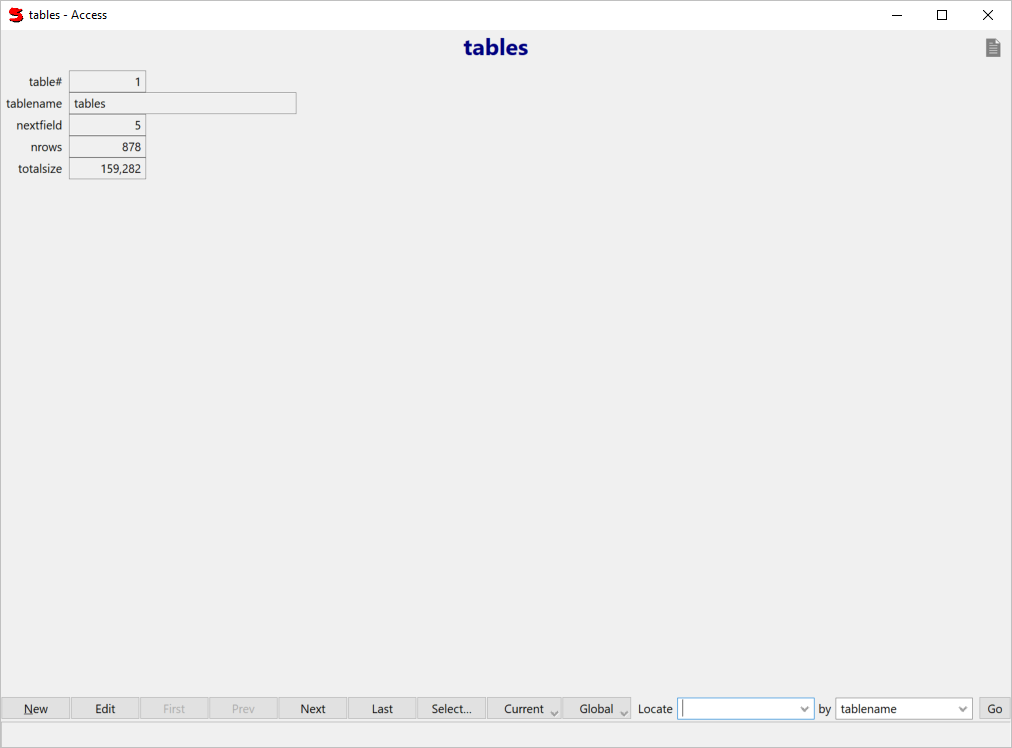 tables - Access
tables
table# 1
tablename tables
nextfield 5
nrows 878
totalsize 159,282
New Edit First Prev Next Last Select... Current Global Locate by tablename Go